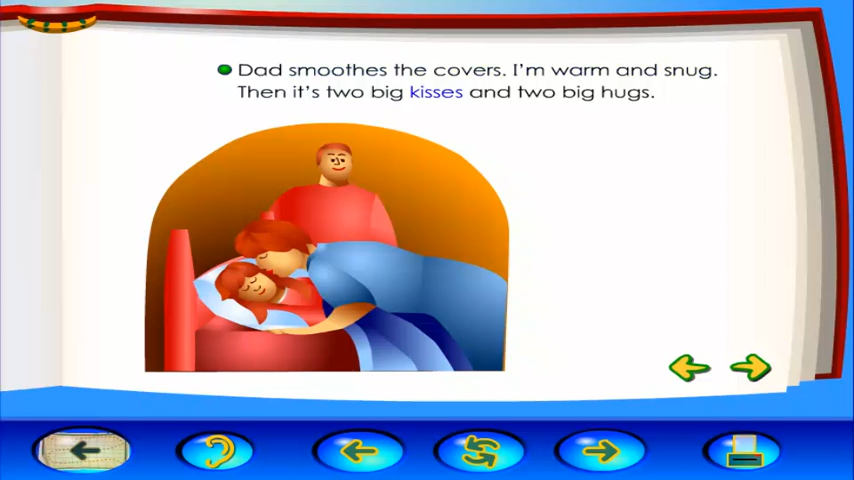 Dad smoothes the covers. I'm warm and snug.
Then it's two big kisses and two big hugs.